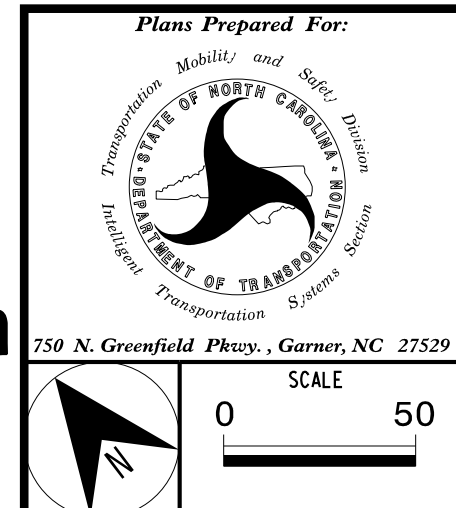 Plans Prepared For:
Transportation Mobility and Safety Division
STATE OF NORTH CAROLINA
DEPARTMENT OF TRANSPORTATION
Intelligent Transportation Systems Section
750 N. Greenfield Pkwy. , Garner, NC 27529
SCALE
0 50
N